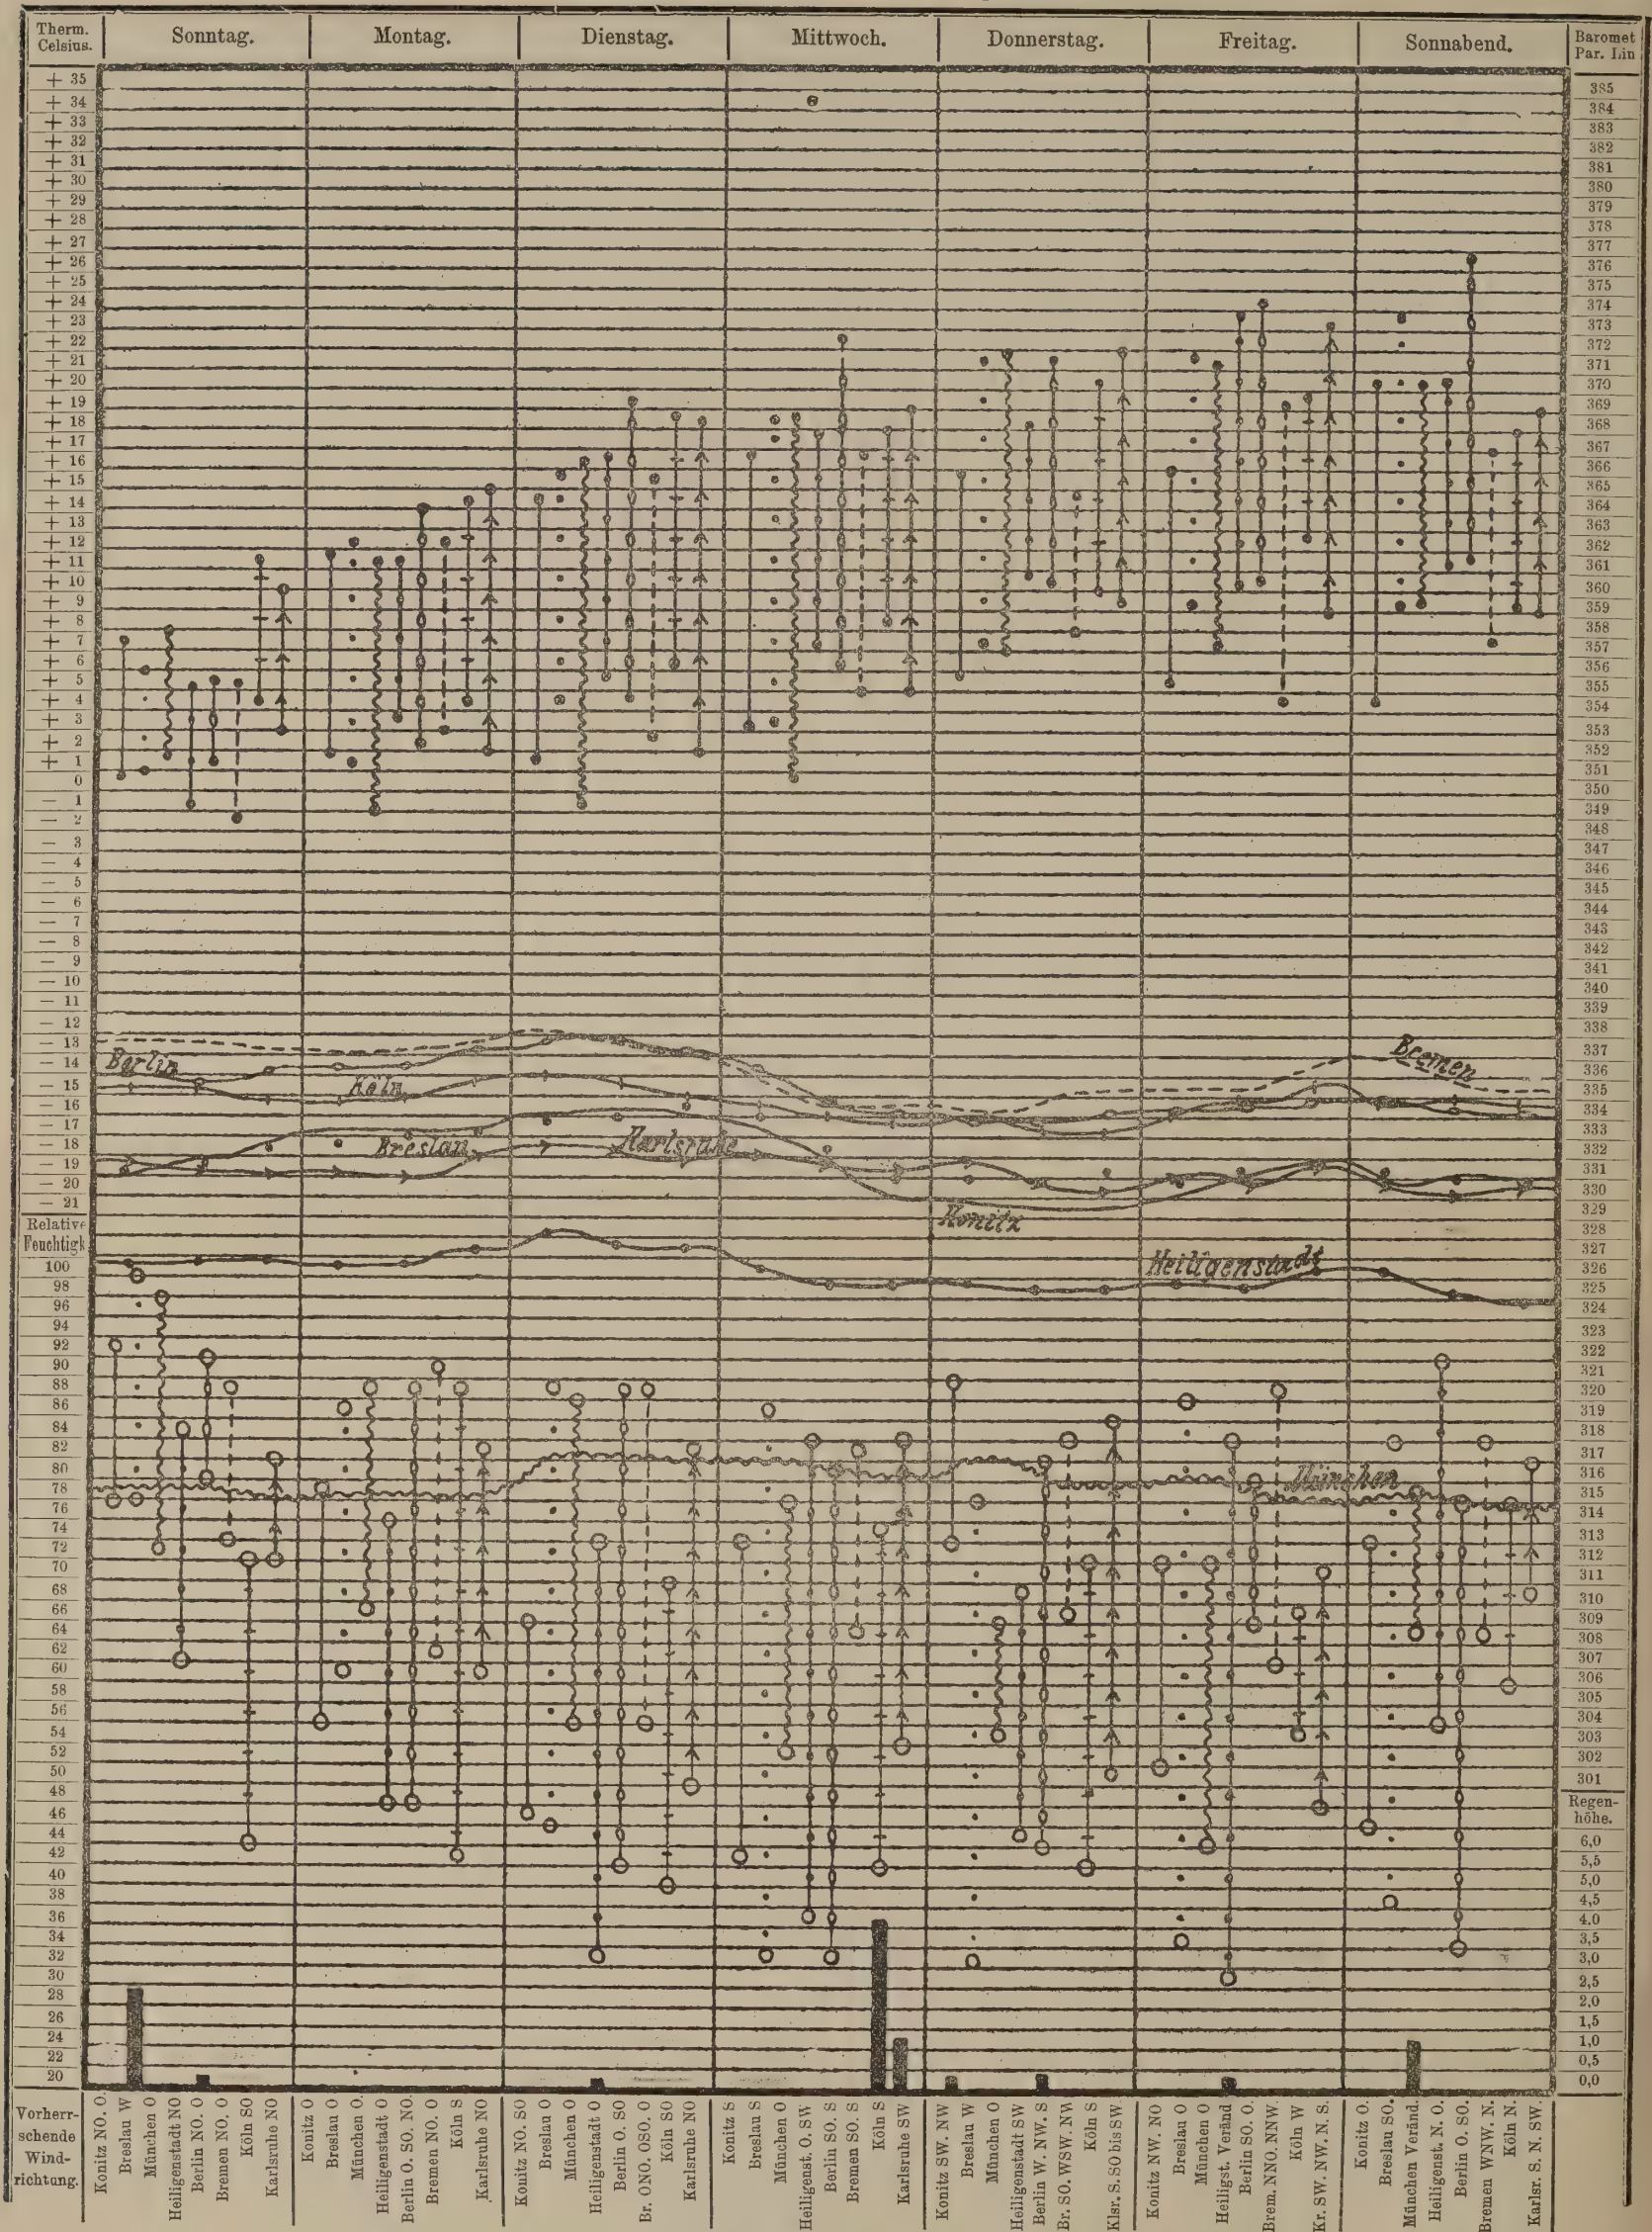 Therm.
Celsius.
Sonntag.
Montag.
Dienstag.
Mittwoch.
Donnerstag.
Freitag.
Sonnabend.
Baromet
Par. Lin
+ 35
+ 34
+ 33
+ 32
+ 31
+ 30
+ 29
+ 28
+ 27
+ 26
+ 25
+ 24
+ 23
+ 22
+ 21
+ 20
+ 19
+ 18
+ 17
+ 16
+ 15
+ 14
+ 13
+ 12
+ 11
+ 10
+ 9
+ 8
+ 7
+ 6
+ 5
+ 4
+ 3
+ 2
+ 1
0
— 1
— 2
— 3
— 4
— 5
— 6
— 7
— 8
— 9
— 10
— 11
— 12
— 13
— 14
— 15
— 16
— 17
— 18
— 19
— 20
— 21
Relative
Feuchtigk
100
98
96
94
92
90
88
86
84
82
80
78
76
74
72
70
68
66
64
62
60
58
56
54
52
50
48
46
44
42
40
38
36
34
32
30
28
26
24
22
20
Berlin
Köln
Breslau
Karlsruhe
Konitz
Bremen
Heiligenstadt
München
385
384
383
382
381
380
379
378
377
376
375
374
373
372
371
370
369
368
367
366
365
364
363
362
361
360
359
358
357
356
355
354
353
352
351
350
349
348
347
346
345
344
343
342
341
340
339
338
337
336
335
334
333
332
331
330
329
328
327
326
325
324
323
322
321
320
319
318
317
316
315
314
313
312
311
310
309
308
307
306
305
304
303
302
301
Regen-
höhe.
6,0
5,5
5,0
4,5
4.0
3,5
3,0
2,5
2,0
1,5
1,0
0,5
0,0
Vorherr-
schende
Wind-
richtung.
Konitz NO. O.
Breslau W
München O
Heiligenstadt NO
Berlin NO. O
Bremen NO. O
Köln SO
Karlsruhe NO
Konitz O
Breslau O
München O.
Heiligenstadt O
Berlin O. SO. NO.
Bremen NO. O
Köln S
Karlsruhe NO
Konitz NO. SO
Breslau O
München O
Heiligenstadt O
Berlin O. SO
Br. ONO. OSO. O
Köln SO
Karlsruhe NO
Konitz S
Breslau S
München O
Heiligenst. O. SW
Berlin SO. S
Bremen SO. S
Köln S
Karlsruhe SW
Konitz SW. NW
Breslau W
München O
Heiligenstadt SW
Berlin W. NW. S
Br. SO. WSW. NW
Köln S
Klsr. S. SO bis SW.
Konitz NW. NO
Breslau O
München O
Heiligst. Veränd
Berlin SO. O.
Brem. NNO. NNW.
Köln W
Kr. SW. NW. N. S.
Konitz O.
Breslau SO.
München Veränd.
Heiligenst. N. O.
Berlin O. SO.
Bremen WNW. N.
Köln N.
Karlsr. S. N. SW.